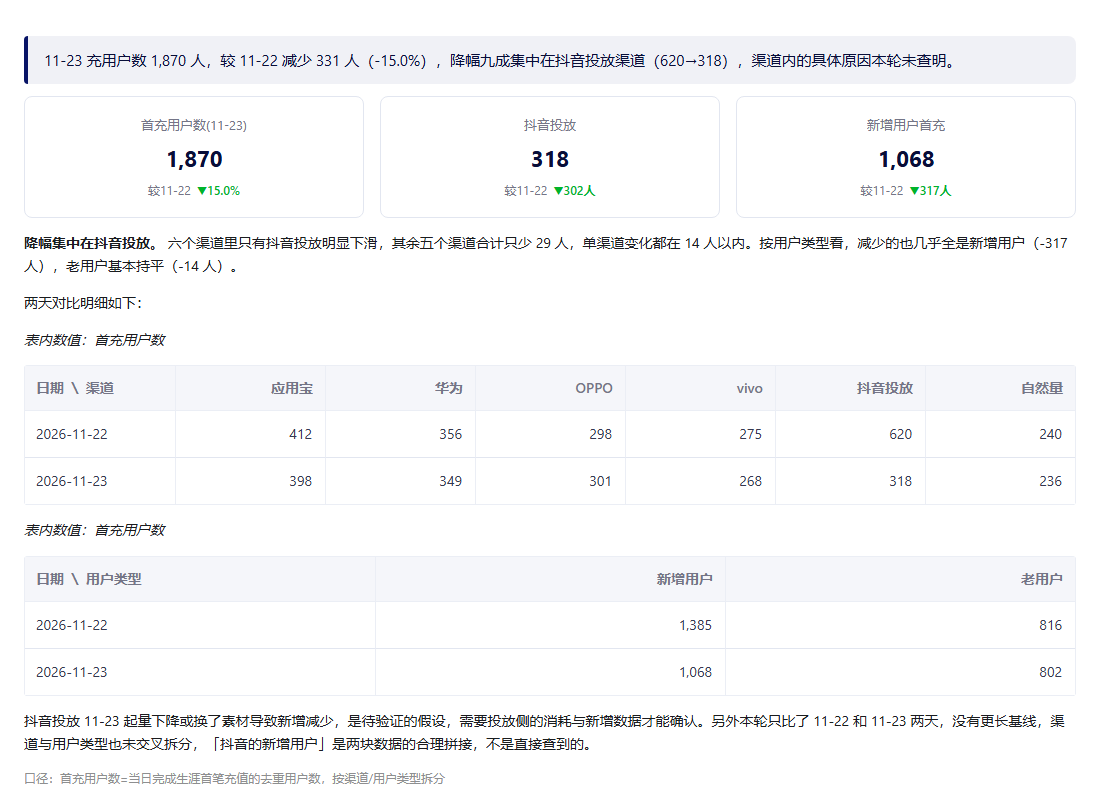 11-23 充用户数 1,870 人，较 11-22 减少 331 人（-15.0%），降幅九成集中在抖音投放渠道（620→318），渠道内的具体原因本轮未查明。
首充用户数(11-23)
1,870
较11-22 ▼15.0%
抖音投放
318
较11-22 ▼302人
新增用户首充
1,068
较11-22 ▼317人
降幅集中在抖音投放。 六个渠道里只有抖音投放明显下滑，其余五个渠道合计只少 29 人，单渠道变化都在 14 人以内。按用户类型看，减少的也几乎全是新增用户（-317
人），老用户基本持平（-14 人）。
两天对比明细如下：
表内数值：首充用户数
日期 \ 渠道 应用宝 华为 OPPO vivo 抖音投放 自然量
2026-11-22 412 356 298 275 620 240
2026-11-23 398 349 301 268 318 236
表内数值：首充用户数
日期 \ 用户类型 新增用户 老用户
2026-11-22 1,385 816
2026-11-23 1,068 802
抖音投放 11-23 起量下降或换了素材导致新增减少，是待验证的假设，需要投放侧的消耗与新增数据才能确认。另外本轮只比了 11-22 和 11-23 两天，没有更长基线，渠
道与用户类型也未交叉拆分，「抖音的新增用户」是两块数据的合理拼接，不是直接查到的。
口径：首充用户数=当日完成生涯首笔充值的去重用户数，按渠道/用户类型拆分